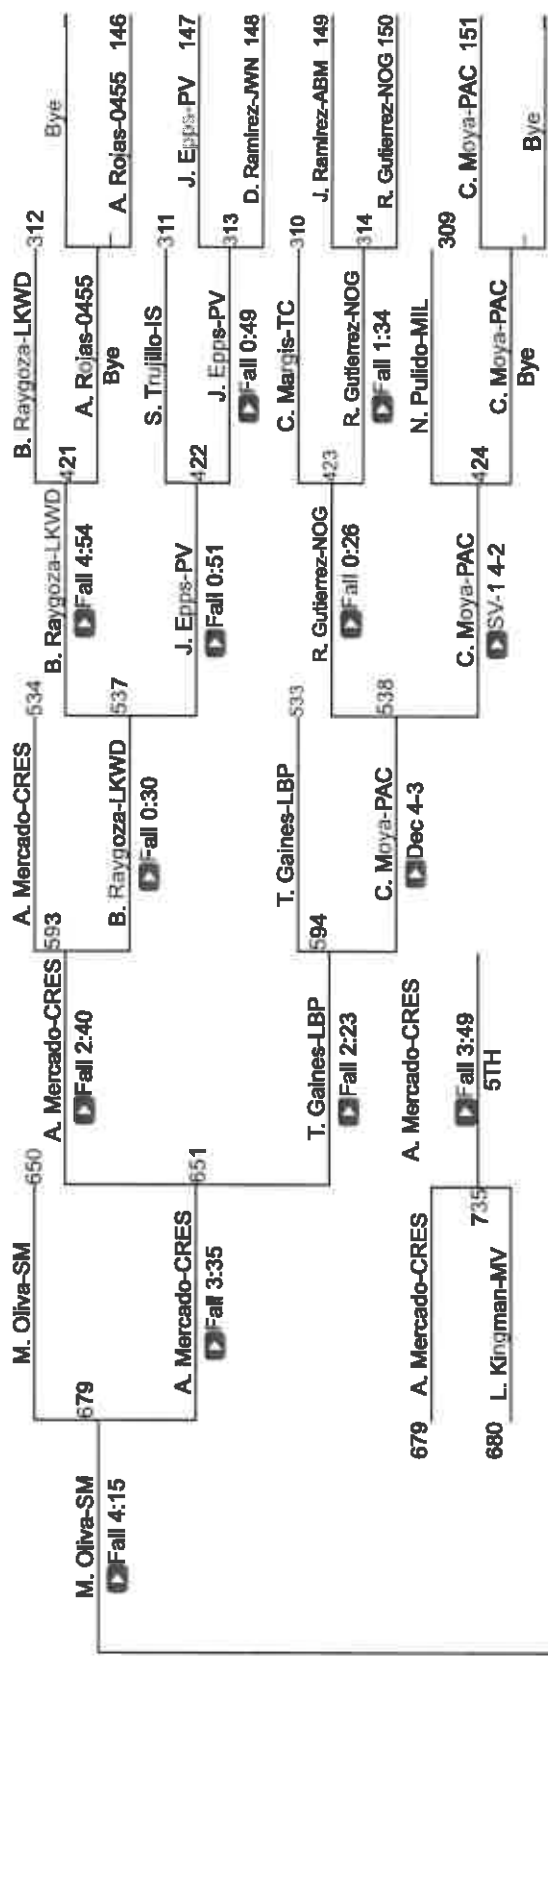 Bye
A. Rojas-0455 146
J. Epps-PV 147
D. Ramirez-JWN 148
J. Ramirez-ABM 149
R. Gutierrez-NOG 150
C. Moya-PAC 151
Bye
B. Raygoza-LKWD 312
A. Rojas-0455
Bye
S. Trujillo-IS 311
J. Epps-PV 313
Fall 0:49
C. Margis-TC 310
R. Gutierrez-NOG 314
Fall 1:34
N. Pulido-MIL 309
C. Moya-PAC
Bye
B. Raygoza-LKWD 421
Fall 4:54
J. Epps-PV 422
Fall 0:51
R. Gutierrez-NOG 423
Fall 0:26
C. Moya-PAC 424
SV-1 4-2
A. Mercado-CRES 534
B. Raygoza-LKWD 537
Fall 0:30
T. Gaines-LBP 533
C. Moya-PAC 538
Dec 4-3
A. Mercado-CRES 593
Fall 2:40
T. Gaines-LBP 594
Fall 2:23
M. Oliva-SM 650
A. Mercado-CRES 651
Fall 3:35
M. Oliva-SM 679
Fall 4:15
679 A. Mercado-CRES
680 L. Kingman-MV 735
A. Mercado-CRES
Fall 3:49
5TH